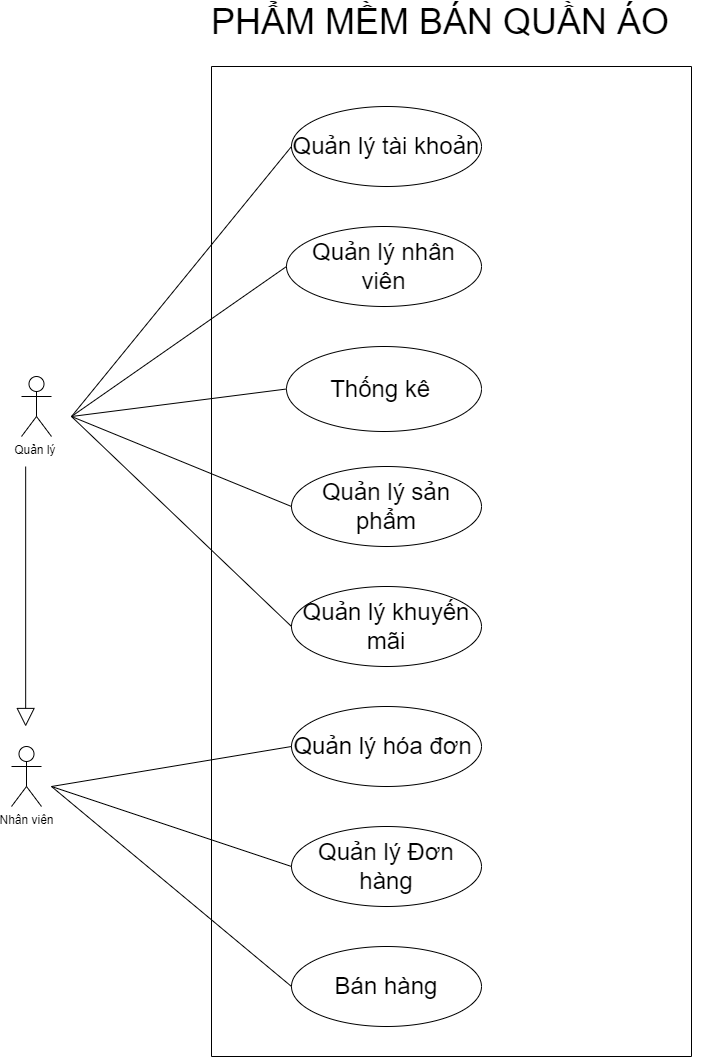 PHẨM MỀM BÁN QUẦN ÁO
Quản lý tài khoản
Quản lý nhân
viên
Thống kê
Quản lý
Quản lý sản
phẩm
Quản lý khuyến
mãi
Quản lý hóa đơn
Nhân viên
Quản lý Đơn
hàng
Bán hàng